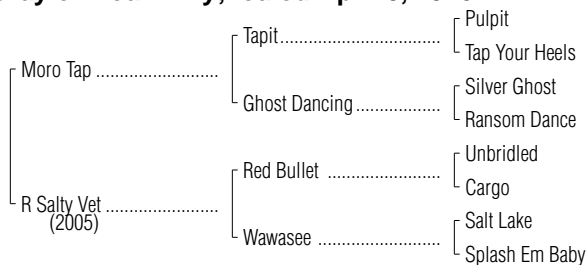 Pulpit
Tapit
Tap Your Heels
Moro Tap
Silver Ghost
Ghost Dancing
Ransom Dance
Unbridled
Red Bullet
Cargo
R Salty Vet
(2005)
Salt Lake
Wawasee
Splash Em Baby